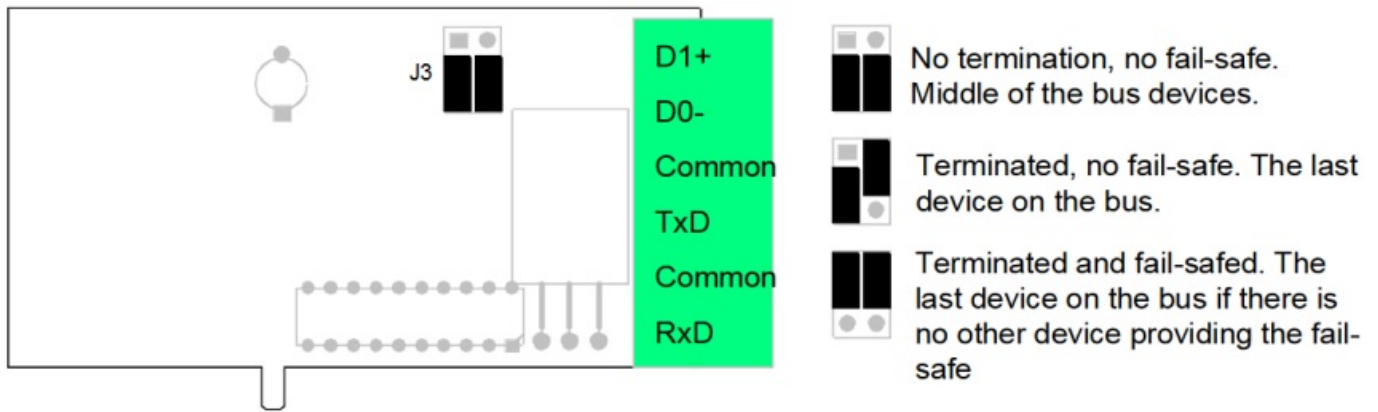 J3
D1+
D0-
Common
TxD
Common
RxD
No termination, no fail-safe.
Middle of the bus devices.
Terminated, no fail-safe. The last
device on the bus.
Terminated and fail-safed. The
last device on the bus if there is
no other device providing the fail-
safe